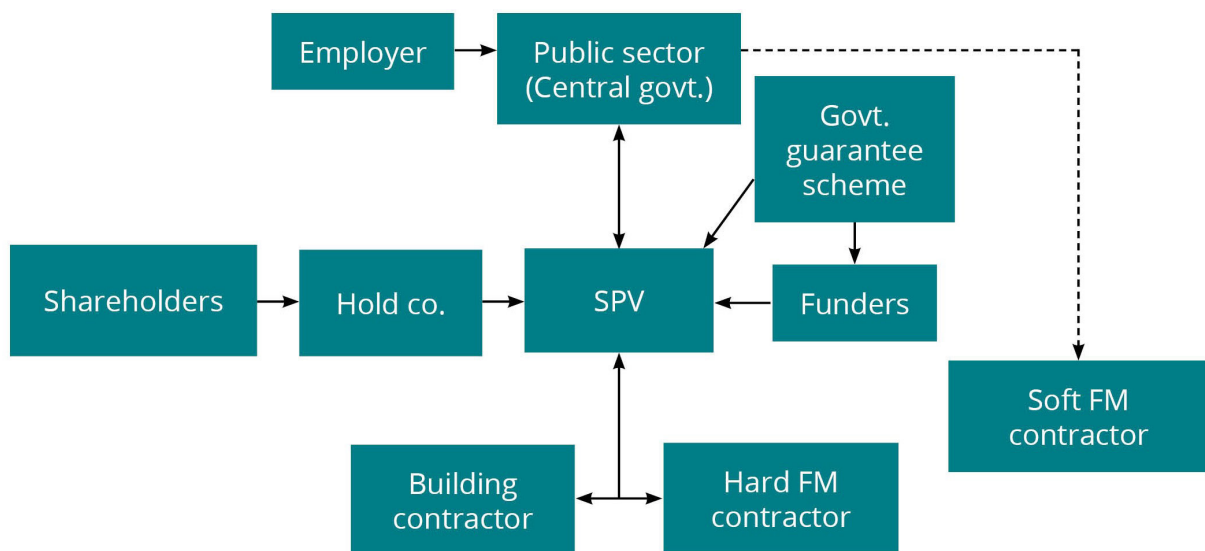 Employer
Public sector
(Central govt.)
Govt.
guarantee
scheme
Shareholders
Hold co.
SPV
Funders
Soft FM
contractor
Building
contractor
Hard FM
contractor